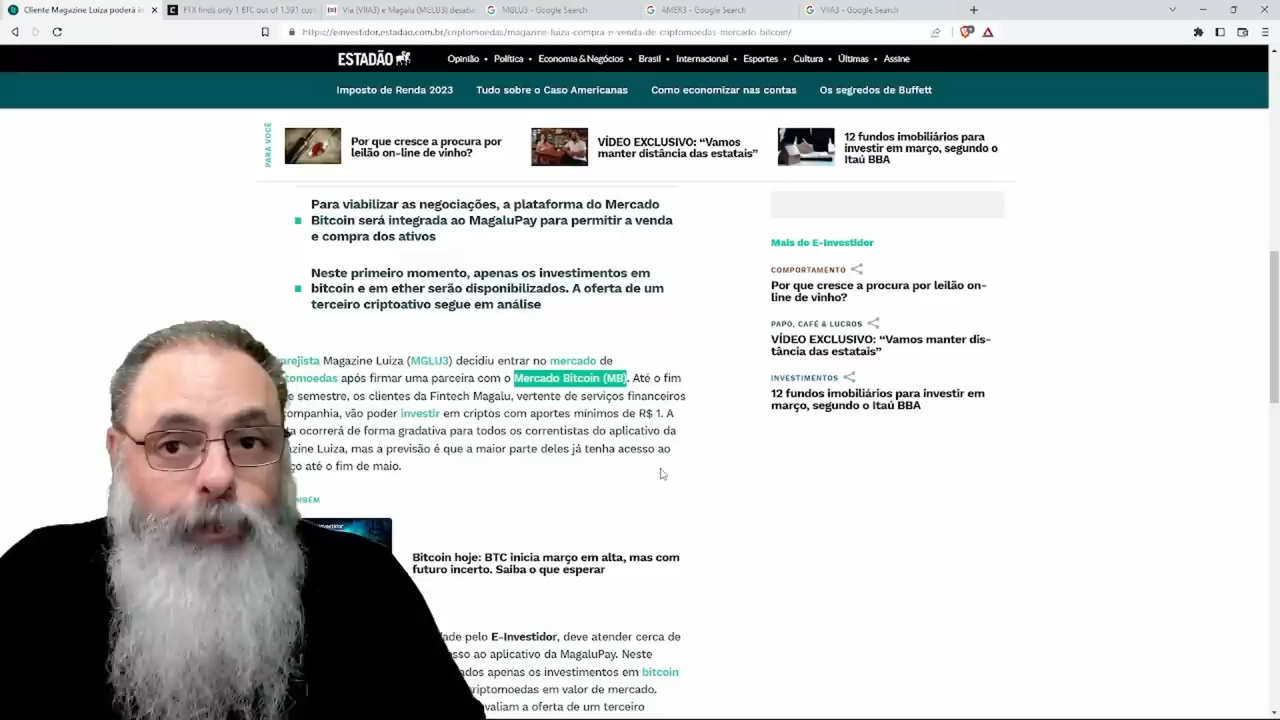 Cliente Magazine Luiza poderá in
FTX finds only 1 BTC out of 1,591 cust
Via (VIIA3) e Magalu (MGLU3) desaba
MGLU3 - Google Search
AMER3 - Google Search
VIIA3 - Google Search
https://einvestidor.estadao.com.br/criptomoedas/magazine-luiza-compra-e-venda-de-criptomoedas-mercado-bitcoin/
ESTADÃO
Opinião • Política • Economia & Negócios • Brasil • Internacional • Esportes • Cultura • Últimas • Assine
Imposto de Renda 2023 Tudo sobre o Caso Americanas Como economizar nas contas Os segredos de Buffett
PARA VOCÊ
Por que cresce a procura por
leilão on-line de vinho?
VÍDEO EXCLUSIVO: “Vamos
manter distância das estatais”
12 fundos imobiliários para
investir em março, segundo o
Itaú BBA
Para viabilizar as negociações, a plataforma do Mercado
Bitcoin será integrada ao MagaluPay para permitir a venda
e compra dos ativos
Neste primeiro momento, apenas os investimentos em
bitcoin e em ether serão disponibilizados. A oferta de um
terceiro criptoativo segue em análise
arejista Magazine Luiza (MGLU3) decidiu entrar no mercado de
tomoedas após firmar uma parceira com o Mercado Bitcoin (MB). Até o fim
e semestre, os clientes da Fintech Magalu, vertente de serviços financeiros
ompanhia, vão poder investir em criptos com aportes mínimos de R$ 1. A
ta ocorrerá de forma gradativa para todos os correntistas do aplicativo da
azine Luiza, mas a previsão é que a maior parte deles já tenha acesso ao
ço até o fim de maio.
MBÉM
Bitcoin hoje: BTC inicia março em alta, mas com
futuro incerto. Saiba o que esperar
ade pelo E-Investidor, deve atender cerca de
sso ao aplicativo da MagaluPay. Neste
dos apenas os investimentos em bitcoin
riptomoedas em valor de mercado.
valiam a oferta de um terceiro
Mais do E-Investidor
COMPORTAMENTO
Por que cresce a procura por leilão on-
line de vinho?
PAPO, CAFÉ & LUCROS
VÍDEO EXCLUSIVO: “Vamos manter dis-
tância das estatais”
INVESTIMENTOS
12 fundos imobiliários para investir em
março, segundo o Itaú BBA